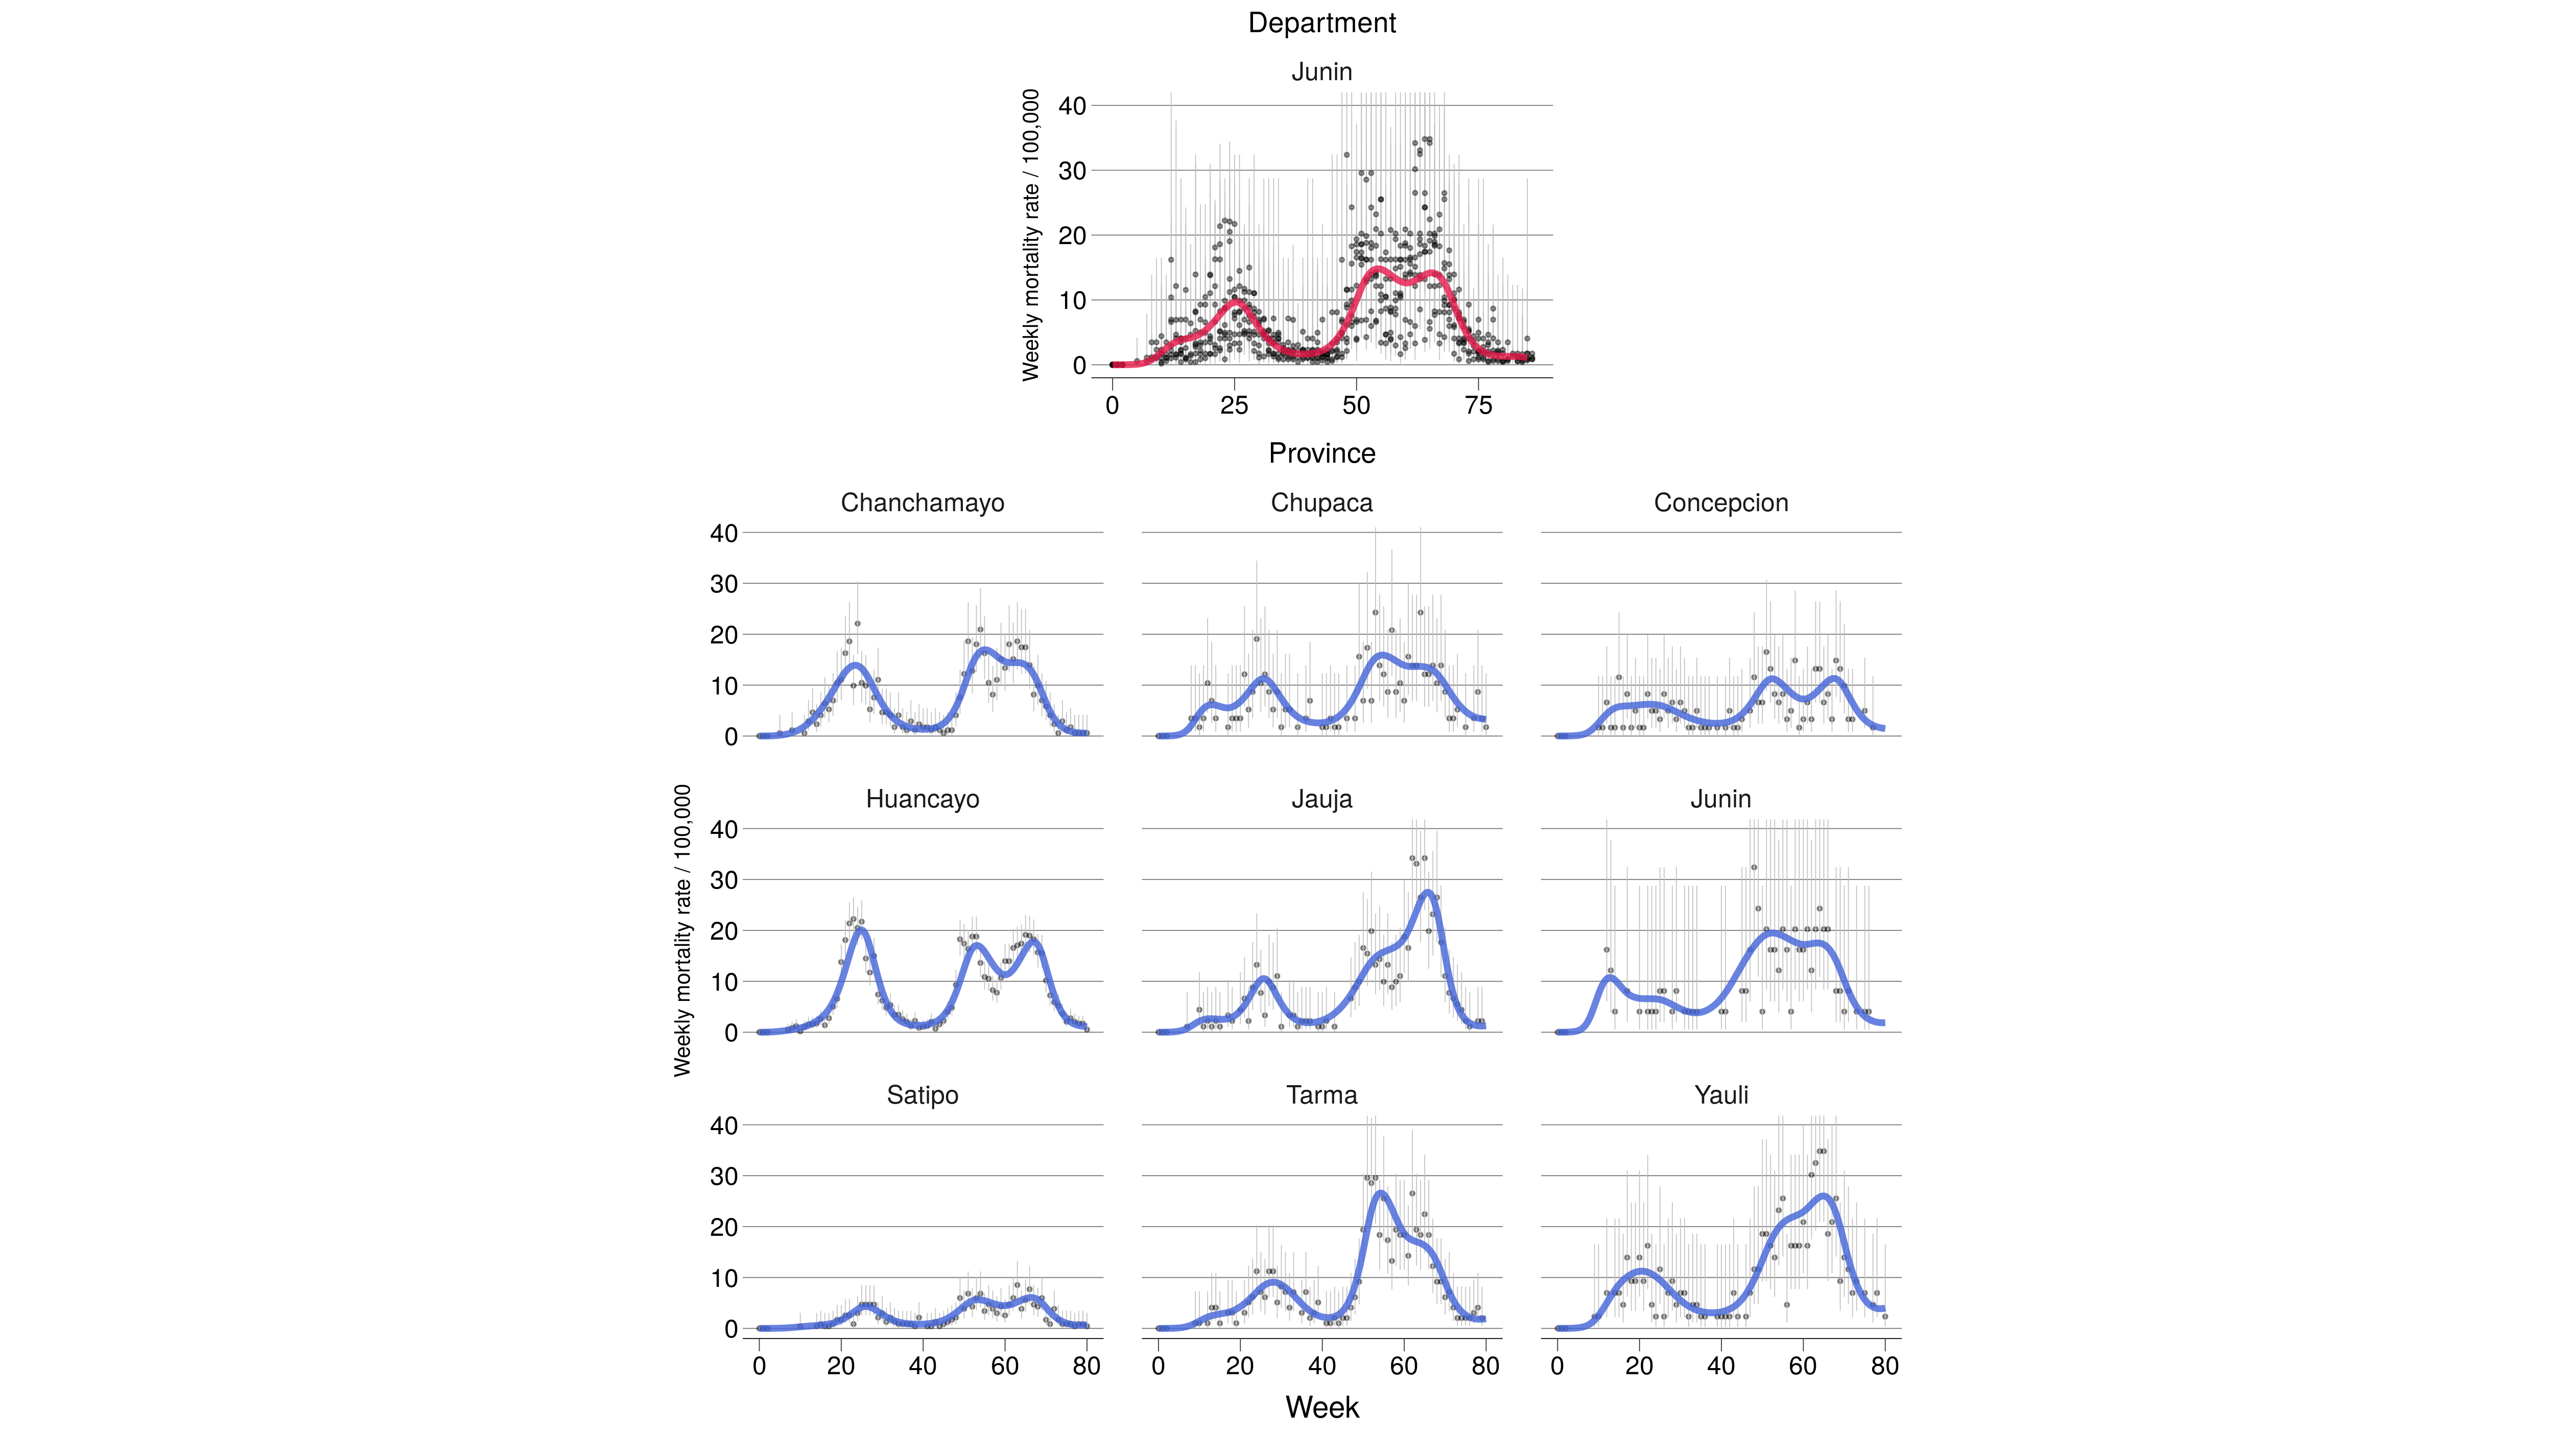 Department
Junin
Weekly mortality rate / 100,000
40
30
20
10
0
0 25 50 75
Province
Chanchamayo Chupaca Concepcion
40
30
20
10
0
Huancayo Jauja Junin
Weekly mortality rate / 100,000
40
30
20
10
0
Satipo Tarma Yauli
40
30
20
10
0
0 20 40 60 80 0 20 40 60 80 0 20 40 60 80
Week